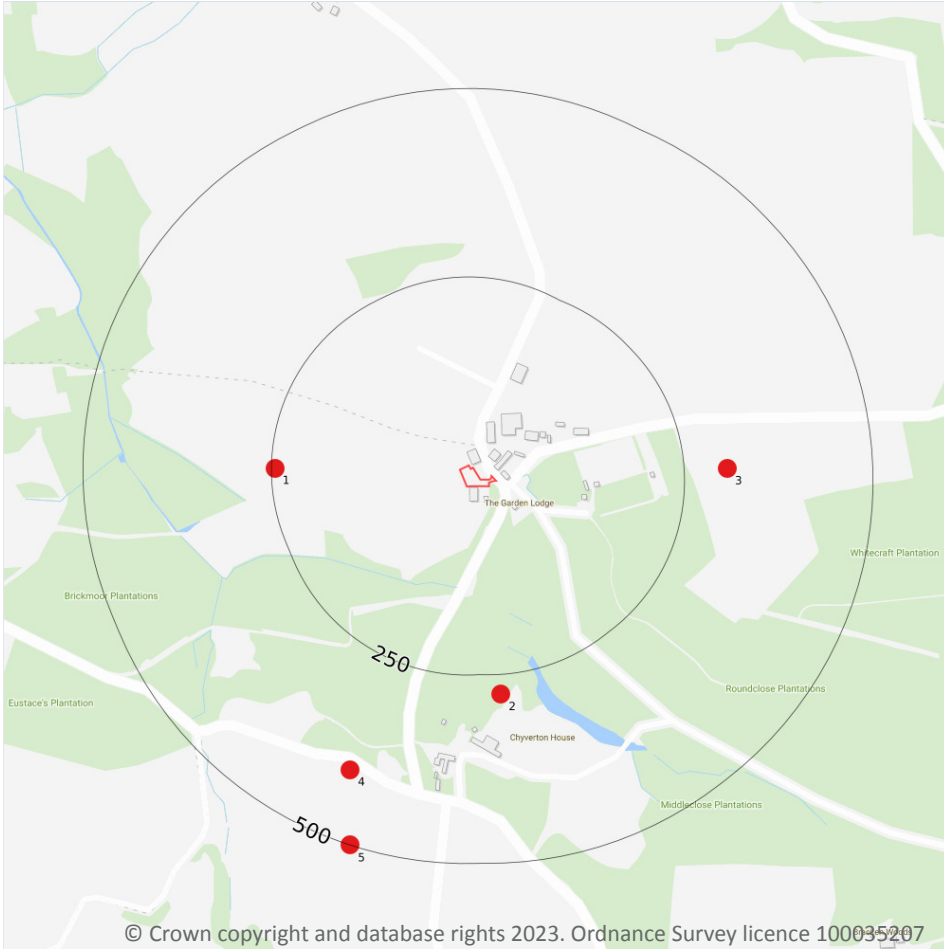 1
3
The Garden Lodge
Whitecraft Plantation
Brickmoor Plantations
250
Roundclose Plantations
Eustace's Plantation
2
Chyverton House
4
Middleclose Plantations
500
5
© Crown copyright and database rights 2023. Ordnance Survey licence